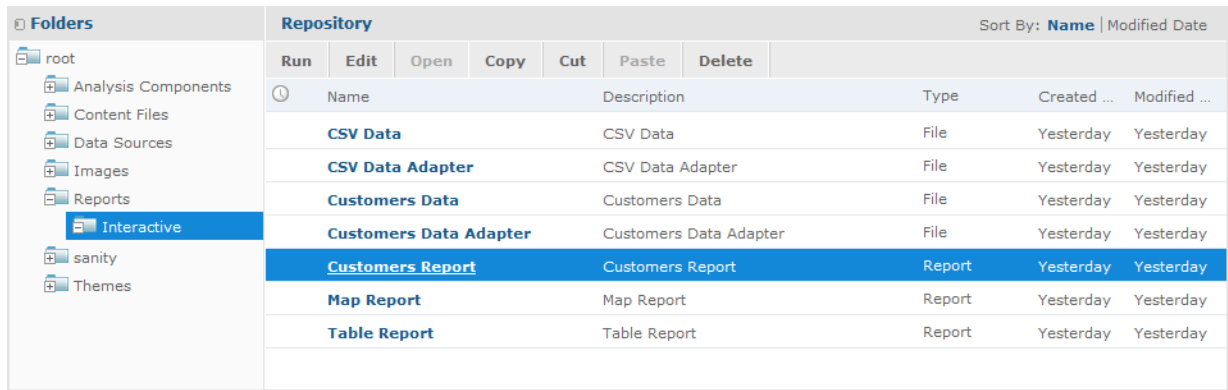 Folders
root
Analysis Components
Content Files
Data Sources
Images
Reports
Interactive
sanity
Themes
Repository
Sort By: Name | Modified Date
Run Edit Open Copy Cut Paste Delete
Name Description Type Created ... Modified ...
CSV Data CSV Data File Yesterday Yesterday
CSV Data Adapter CSV Data Adapter File Yesterday Yesterday
Customers Data Customers Data File Yesterday Yesterday
Customers Data Adapter Customers Data Adapter File Yesterday Yesterday
Customers Report Customers Report Report Yesterday Yesterday
Map Report Map Report Report Yesterday Yesterday
Table Report Table Report Report Yesterday Yesterday